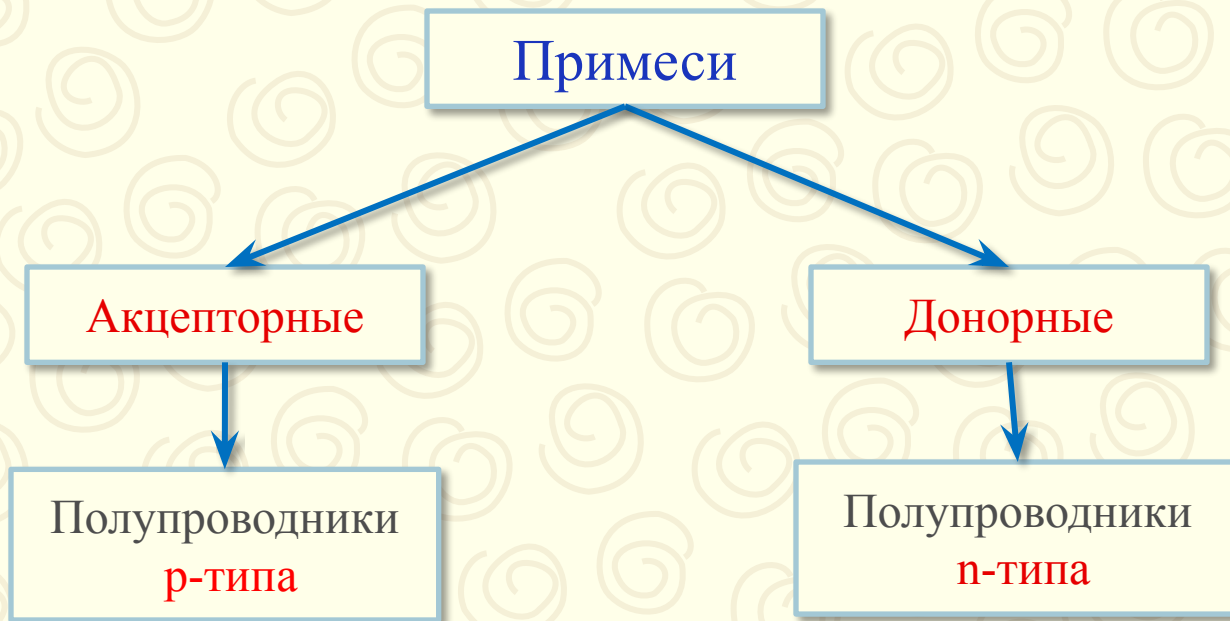 Примеси
Акцепторные
Донорные
Полупроводники
p-типа
Полупроводники
n-типа